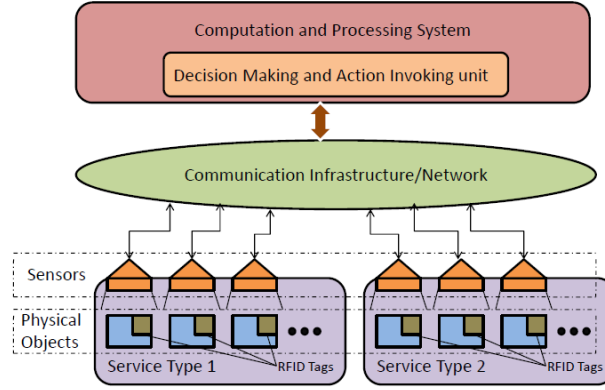 Computation and Processing System
Decision Making and Action Invoking unit
Communication Infrastructure/Network
Sensors
Physical
Objects
Service Type 1
RFID Tags
Service Type 2
RFID Tags